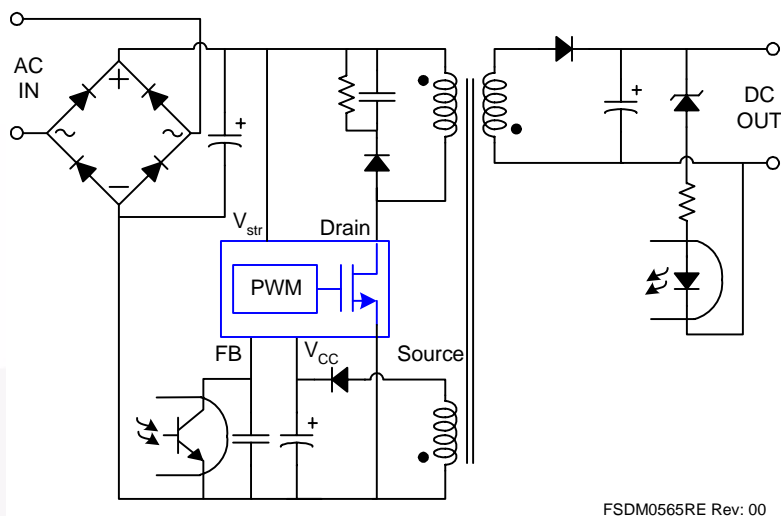 AC
IN
+
+
+
DC
OUT
~
~
−
V_str
Drain
PWM
FB
V_CC
Source
+
FSDM0565RE Rev: 00